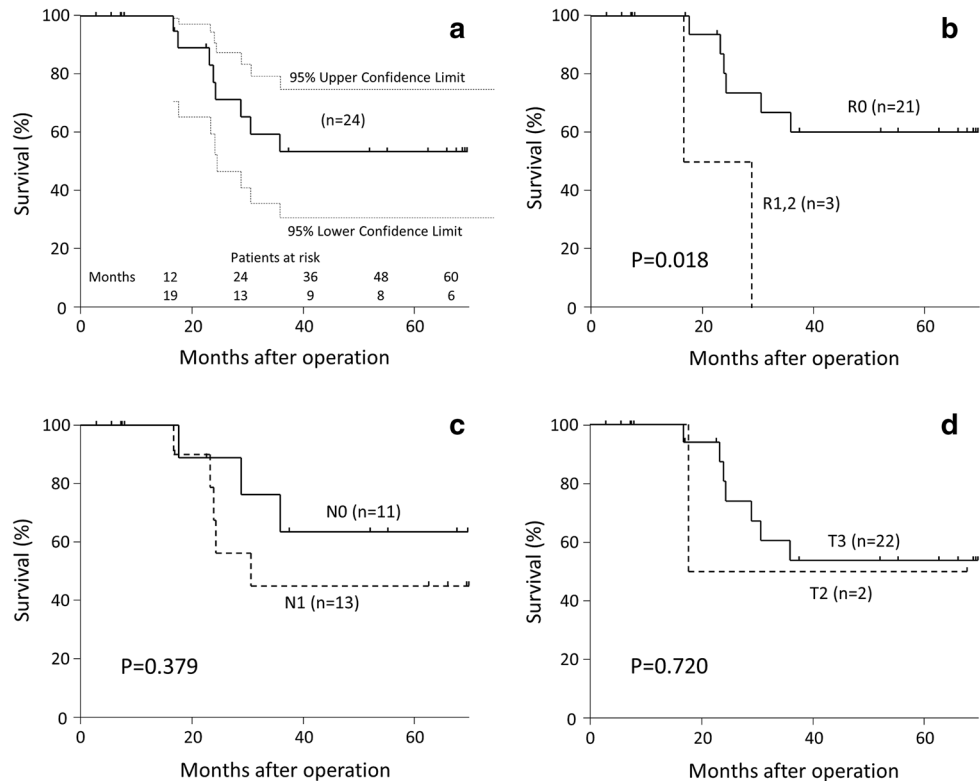 a
100
80
60
40
20
0
Survival (%)
95% Upper Confidence Limit
(n=24)
95% Lower Confidence Limit
Patients at risk
Months 12 24 36 48 60
19 13 9 8 6
0 20 40 60
Months after operation
b
100
80
60
40
20
0
Survival (%)
R0 (n=21)
R1,2 (n=3)
P=0.018
0 20 40 60
Months after operation
c
100
80
60
40
20
0
Survival (%)
N0 (n=11)
N1 (n=13)
P=0.379
0 20 40 60
Months after operation
d
100
80
60
40
20
0
Survival (%)
T3 (n=22)
T2 (n=2)
P=0.720
0 20 40 60
Months after operation